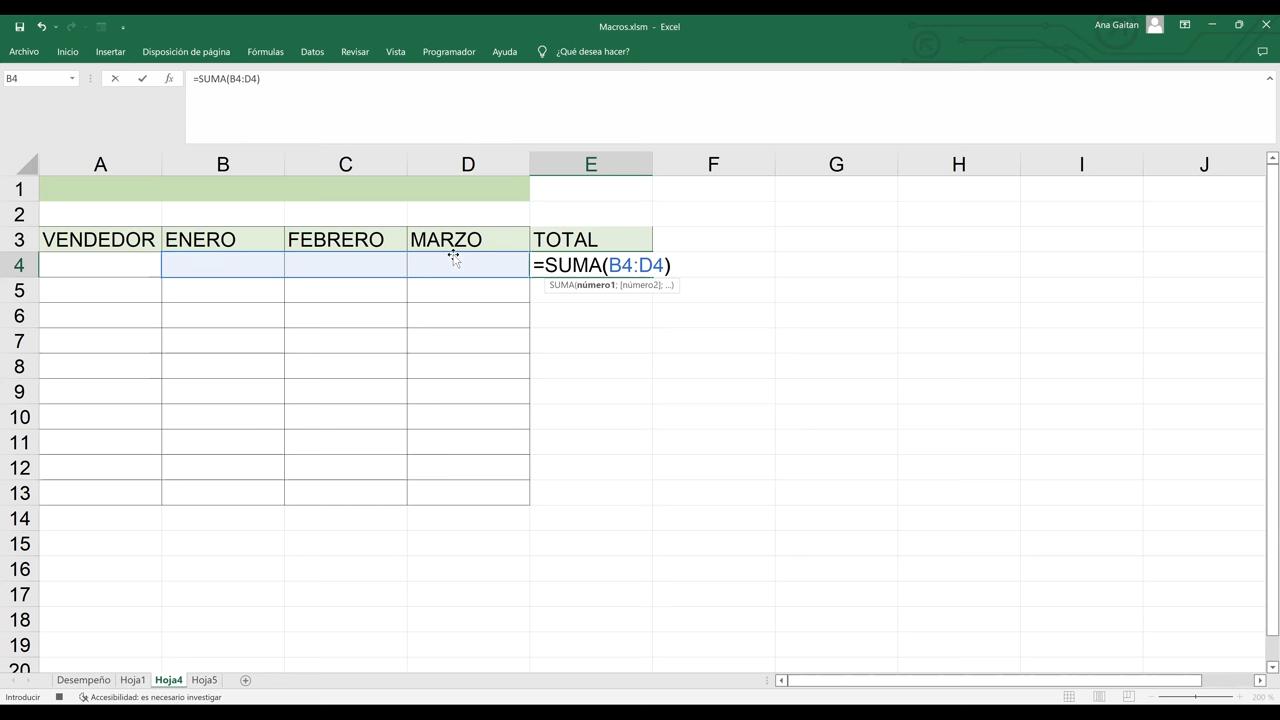 Macros.xlsm - Excel
Ana Gaitan
Archivo Inicio Insertar Disposición de página Fórmulas Datos Revisar Vista Programador Ayuda ¿Qué desea hacer?
B4 fx =SUMA(B4:D4)
A B C D E F G H I J
1
2
3 VENDEDOR ENERO FEBRERO MARZO TOTAL
4 =SUMA(B4:D4)
SUMA(número1; [número2]; ...)
5
6
7
8
9
10
11
12
13
14
15
16
17
18
19
20
Desempeño Hoja1 Hoja4 Hoja5
Introducir Accesibilidad: es necesario investigar 200 %